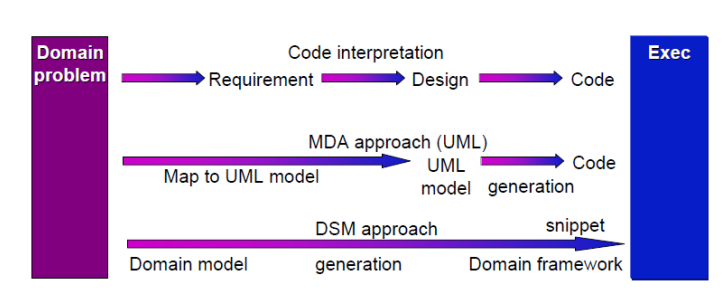 Domain problem
Exec
Code interpretation
Requirement Design Code
MDA approach (UML)
Map to UML model
UML model
generation
Code
DSM approach
snippet
Domain model generation Domain framework